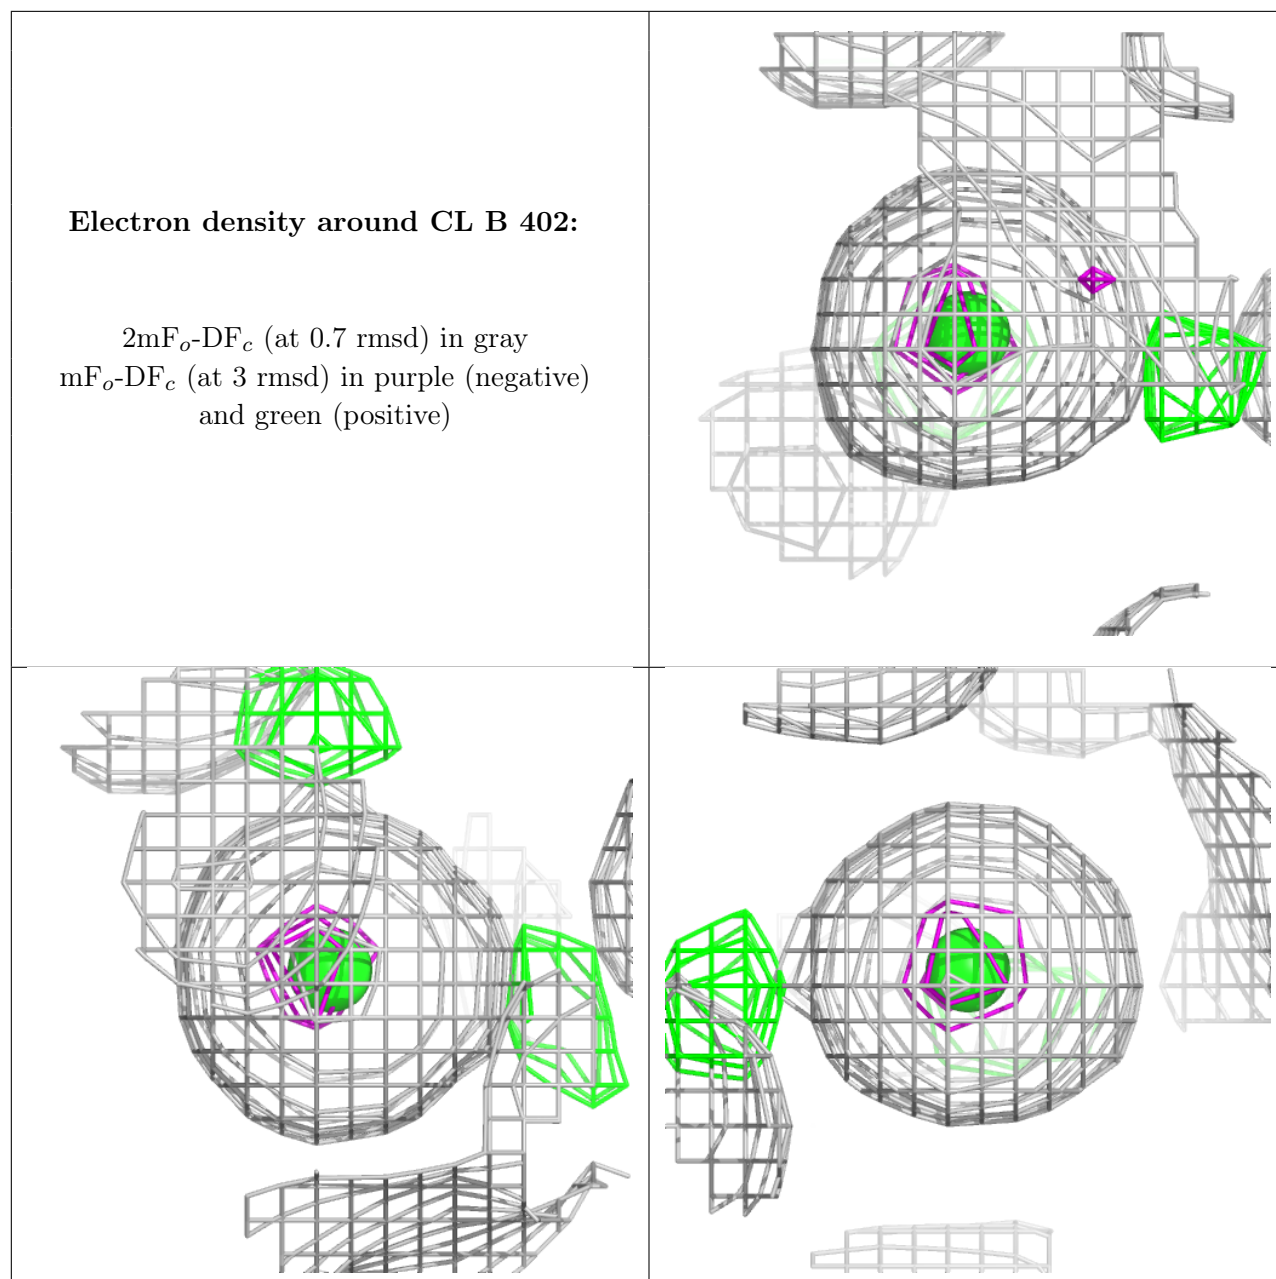 Electron density around CL B 402:
2mFₒ-DF𝒸 (at 0.7 rmsd) in gray
mFₒ-DF𝒸 (at 3 rmsd) in purple (negative)
and green (positive)